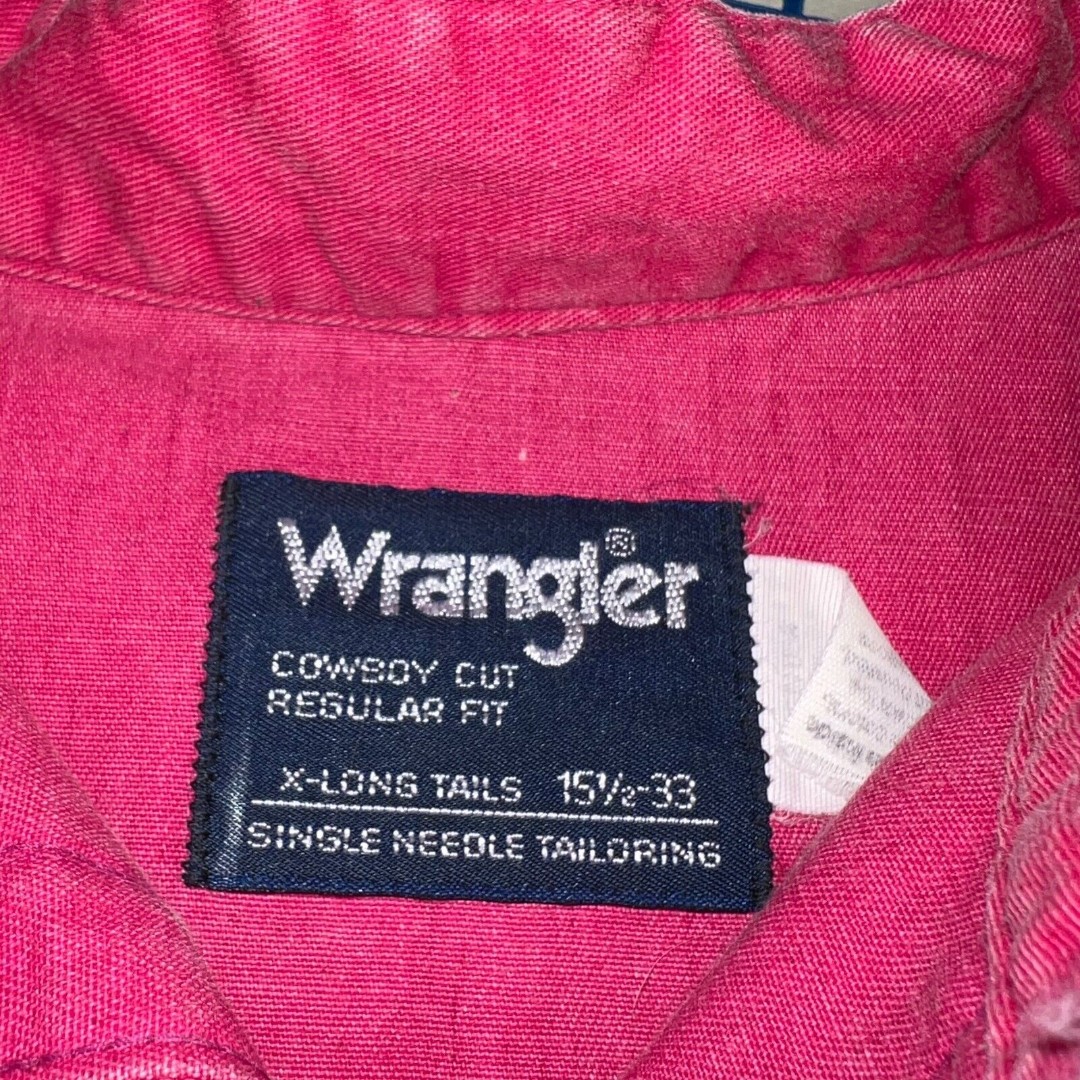 Wrangler®
COWBOY CUT
REGULAR FIT
X-LONG TAILS 15½-33
SINGLE NEEDLE TAILORING